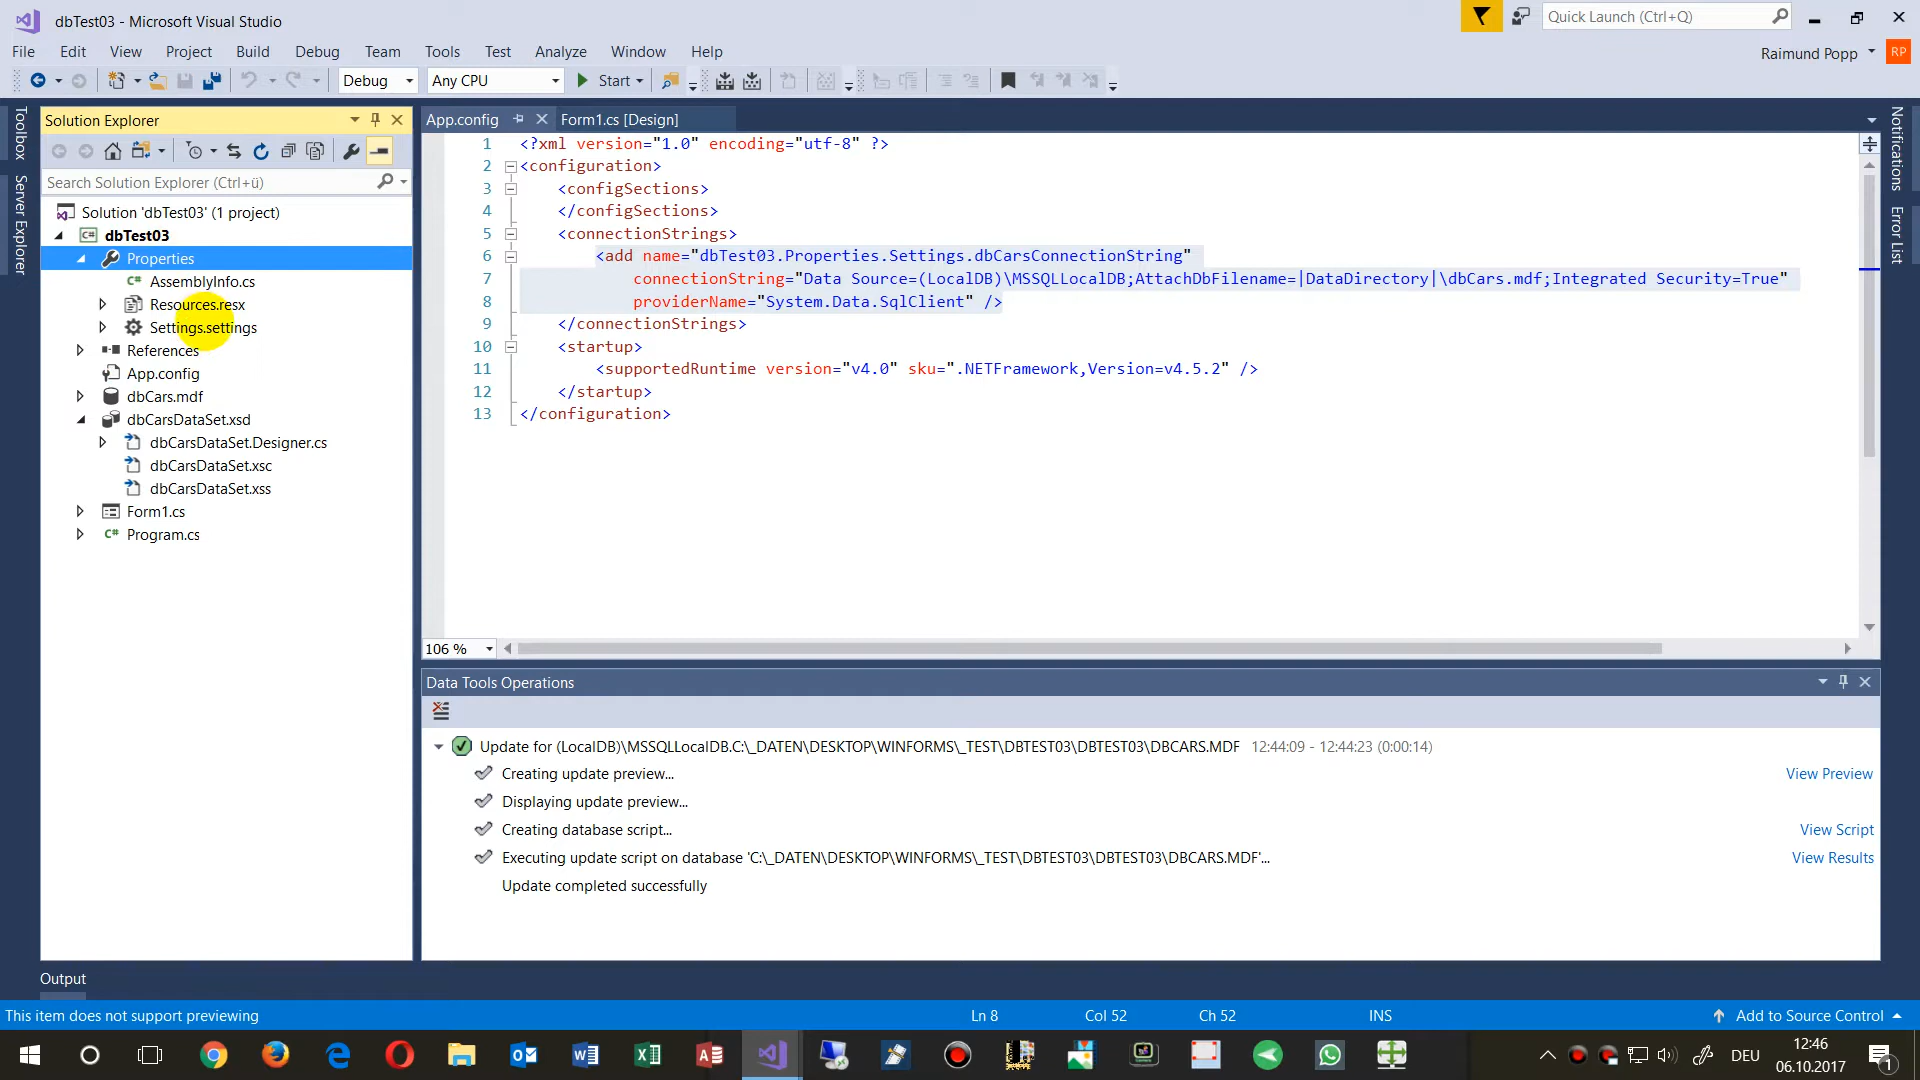 dbTest03 - Microsoft Visual Studio
Quick Launch (Ctrl+Q)
File Edit View Project Build Debug Team Tools Test Analyze Window Help
Raimund Popp RP
Debug Any CPU Start
Toolbox
Server Explorer
Solution Explorer
Search Solution Explorer (Ctrl+ü)
Solution 'dbTest03' (1 project)
C# dbTest03
Properties
C# AssemblyInfo.cs
Resources.resx
Settings.settings
References
App.config
dbCars.mdf
dbCarsDataSet.xsd
dbCarsDataSet.Designer.cs
dbCarsDataSet.xsc
dbCarsDataSet.xss
Form1.cs
C# Program.cs
App.config Form1.cs [Design]
1 <?xml version="1.0" encoding="utf-8" ?>
2 <configuration>
3 <configSections>
4 </configSections>
5 <connectionStrings>
6 <add name="dbTest03.Properties.Settings.dbCarsConnectionString"
7 connectionString="Data Source=(LocalDB)\MSSQLLocalDB;AttachDbFilename=|DataDirectory|\dbCars.mdf;Integrated Security=True"
8 providerName="System.Data.SqlClient" />
9 </connectionStrings>
10 <startup>
11 <supportedRuntime version="v4.0" sku=".NETFramework,Version=v4.5.2" />
12 </startup>
13 </configuration>
106 %
Notifications
Error List
Data Tools Operations
Update for (LocalDB)\MSSQLLocalDB.C:\_DATEN\DESKTOP\WINFORMS\_TEST\DBTEST03\DBTEST03\DBCARS.MDF 12:44:09 - 12:44:23 (0:00:14)
Creating update preview... View Preview
Displaying update preview...
Creating database script... View Script
Executing update script on database 'C:\_DATEN\DESKTOP\WINFORMS\_TEST\DBTEST03\DBTEST03\DBCARS.MDF'... View Results
Update completed successfully
Output
This item does not support previewing Ln 8 Col 52 Ch 52 INS Add to Source Control
DEU
12:46
06.10.2017
1